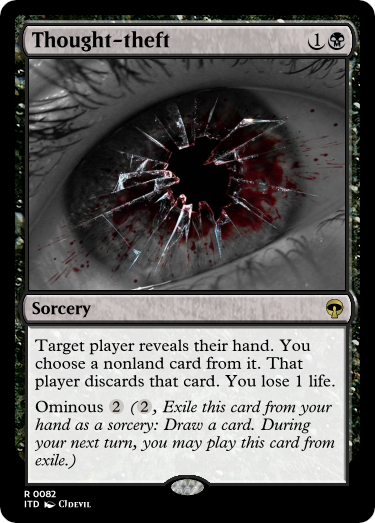 Thought-theft 1
Sorcery
Target player reveals their hand. You
choose a nonland card from it. That
player discards that card. You lose 1 life.
Ominous 2 (2, Exile this card from your
hand as a sorcery: Draw a card. During
your next turn, you may play this card from
exile.)
R 0082
ITD CJDEVIL